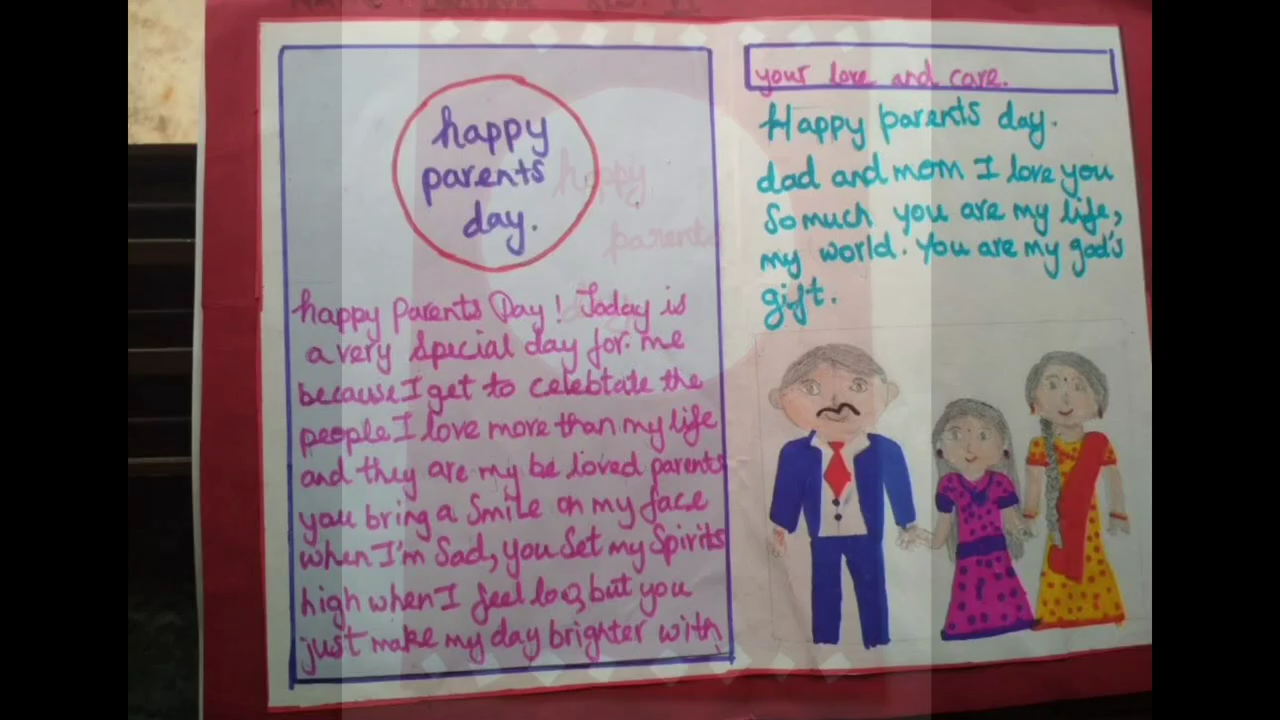 happy
parents
day.
happy Parents Day! Today is
a very special day for me
because I get to celebtate the
people I love more than my life
and they are my be loved parents
you bring a smile on my face
when I'm Sad, you set my spirits
high when I feel but you
just make my day brighter with
your love and care.
Happy parents day.
dad and mom I love you
So much you are my life,
my world. You are my god's
gift.
happy
parents
day